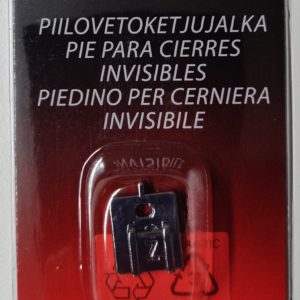 PIILOVETOKETJUJALKA
PIE PARA CIERRES
INVISIBLES
PIEDINO PER CERNIERA
INVISIBILE
Z